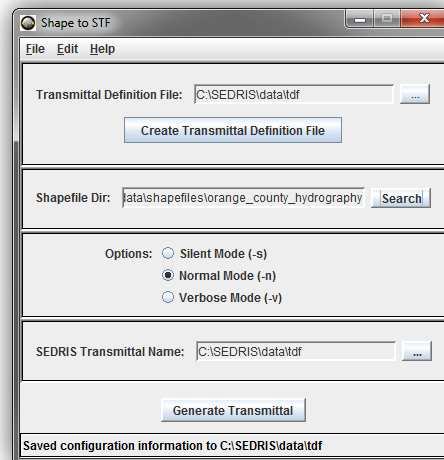 Shape to STF
File Edit Help
Transmittal Definition File: C:\SEDRIS\data\tdf ...
Create Transmittal Definition File
Shapefile Dir: data\shapefiles\orange_county_hydrography Search
Options: Silent Mode (-s)
Normal Mode (-n)
Verbose Mode (-v)
SEDRIS Transmittal Name: C:\SEDRIS\data\tdf ...
Generate Transmittal
Saved configuration information to C:\SEDRIS\data\tdf